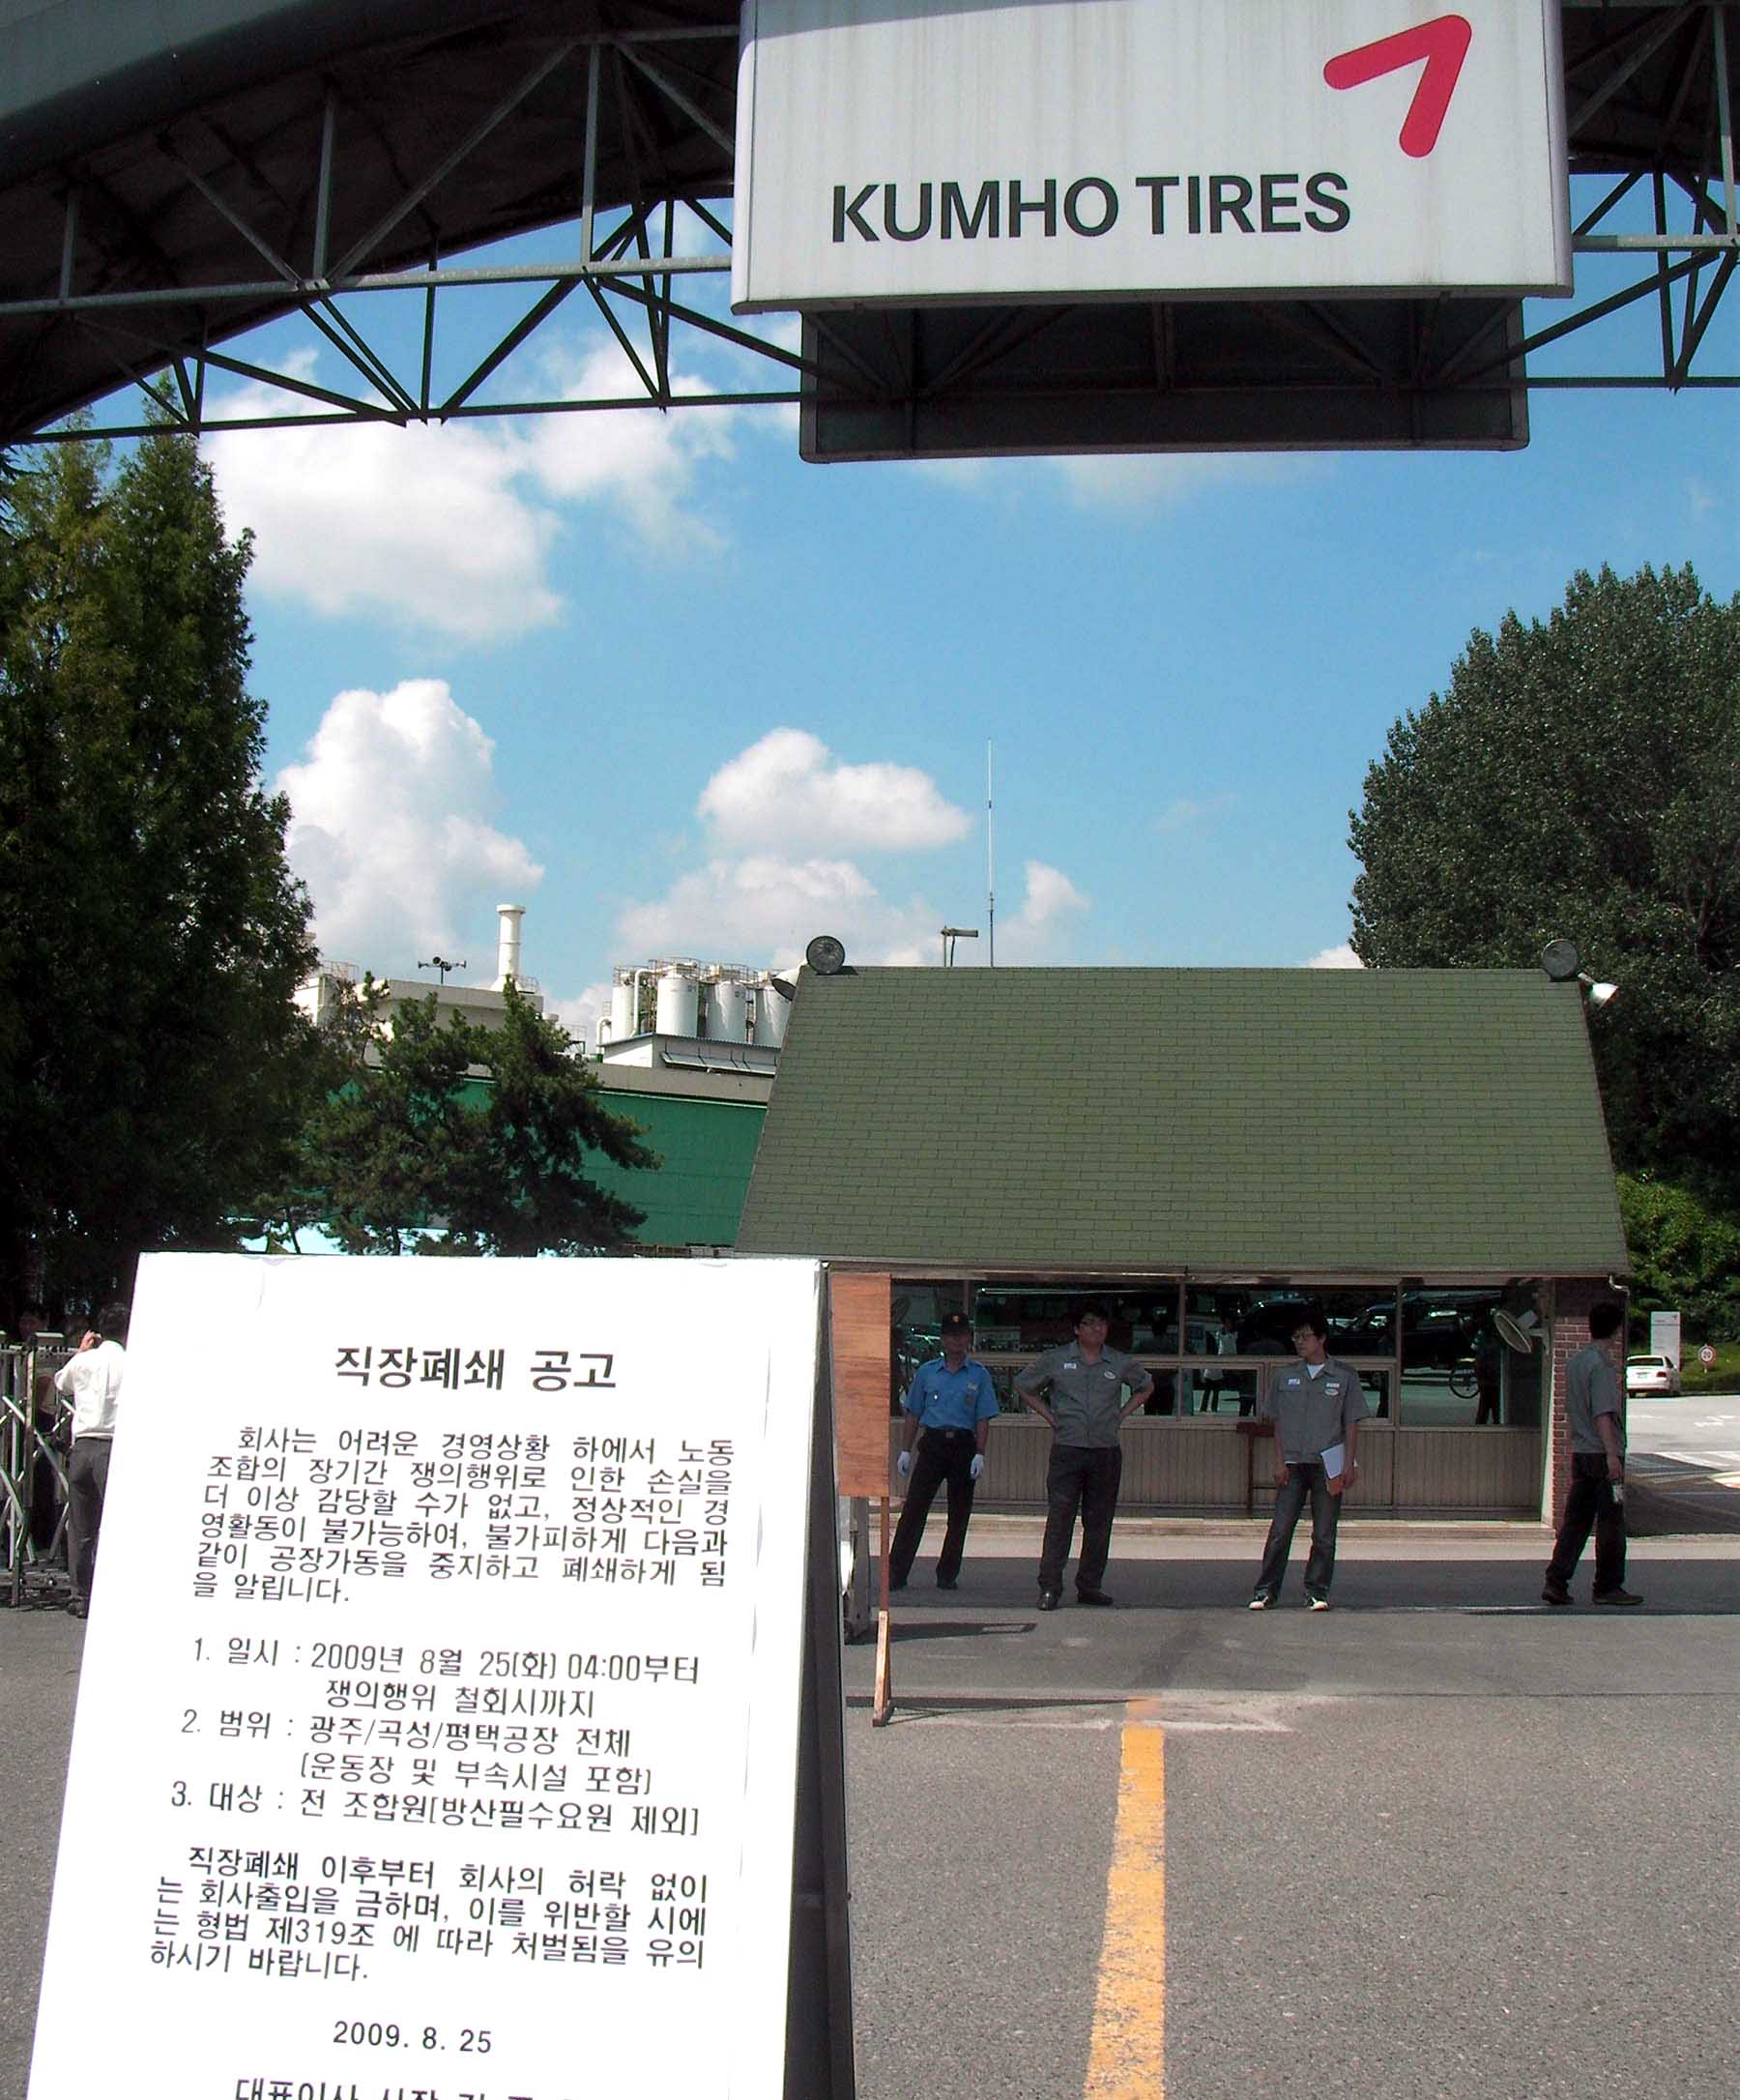 KUMHO TIRES
직장폐쇄 공고
회사는 어려운 경영상황 하에서 노동
조합의 장기간 쟁의행위로 인한 손실을
더 이상 감당할 수가 없고, 정상적인 경
영활동이 불가능하여, 불가피하게 다음과
같이 공장가동을 중지하고 폐쇄하게 됨
을 알립니다.
1. 일시 : 2009년 8월 25(화) 04:00부터
쟁의행위 철회시까지
2. 범위 : 광주/곡성/평택공장 전체
(운동장 및 부속시설 포함)
3. 대상 : 전 조합원[방산필수요원 제외]
직장폐쇄 이후부터 회사의 허락 없이
는 회사출입을 금하며, 이를 위반할 시에
는 형법 제319조 에 따라 처벌됨을 유의
하시기 바랍니다.
2009. 8. 25
대표이사 사장